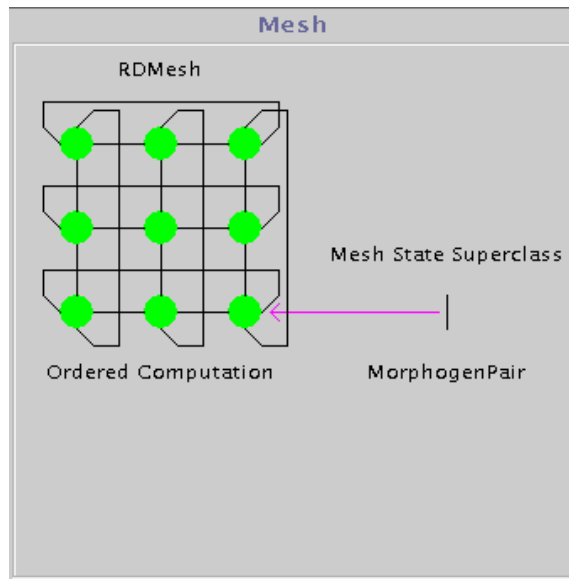 Mesh
RDMesh
Mesh State Superclass
Ordered Computation
MorphogenPair